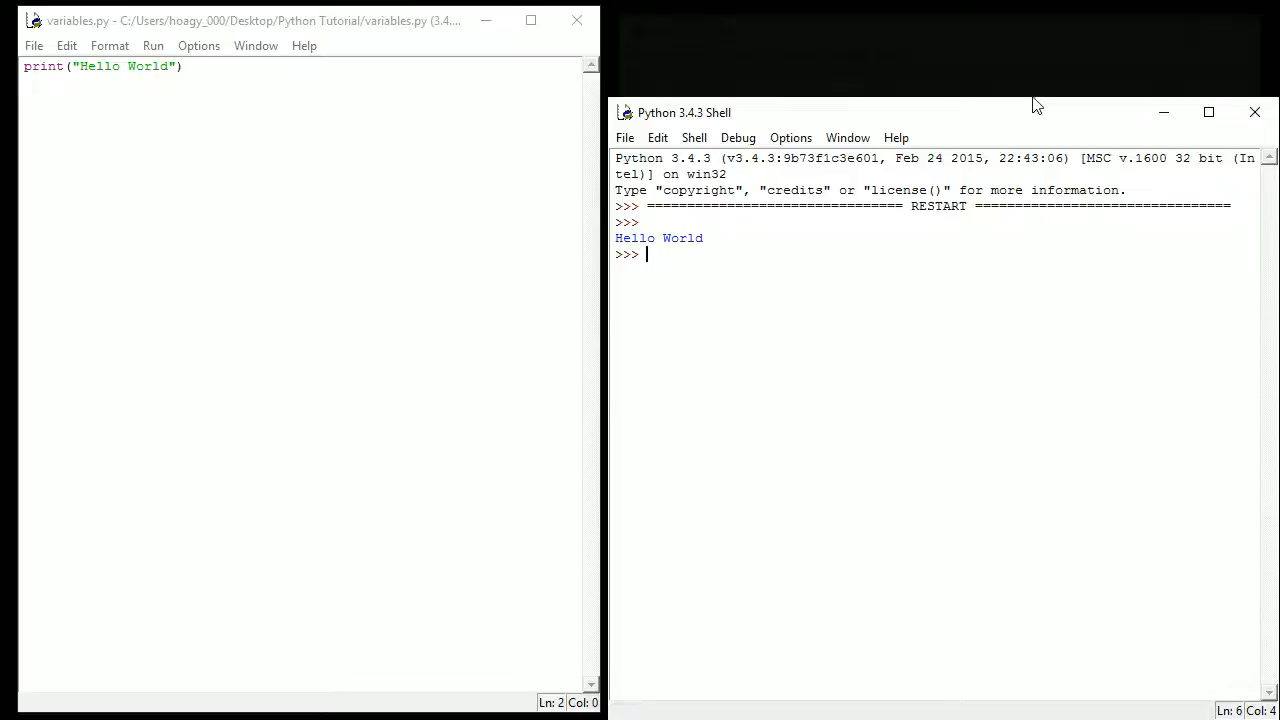 variables.py - C:/Users/hoagy_000/Desktop/Python Tutorial/variables.py (3.4....
File Edit Format Run Options Window Help
print("Hello World")
Ln: 2 Col: 0
Python 3.4.3 Shell
File Edit Shell Debug Options Window Help
Python 3.4.3 (v3.4.3:9b73f1c3e601, Feb 24 2015, 22:43:06) [MSC v.1600 32 bit (In
tel)] on win32
Type "copyright", "credits" or "license()" for more information.
>>> ================================ RESTART ================================
>>>
Hello World
>>>
Ln: 6 Col: 4